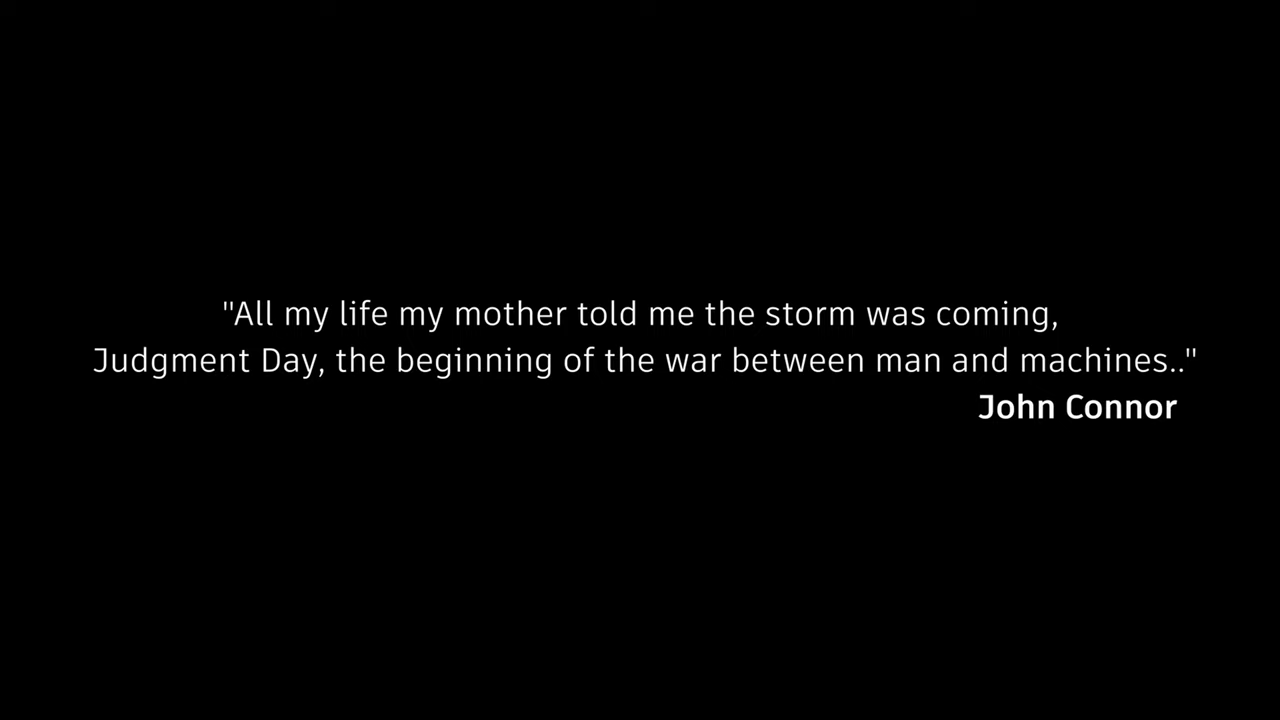 "All my life my mother told me the storm was coming,
Judgment Day, the beginning of the war between man and machines.."
John Connor